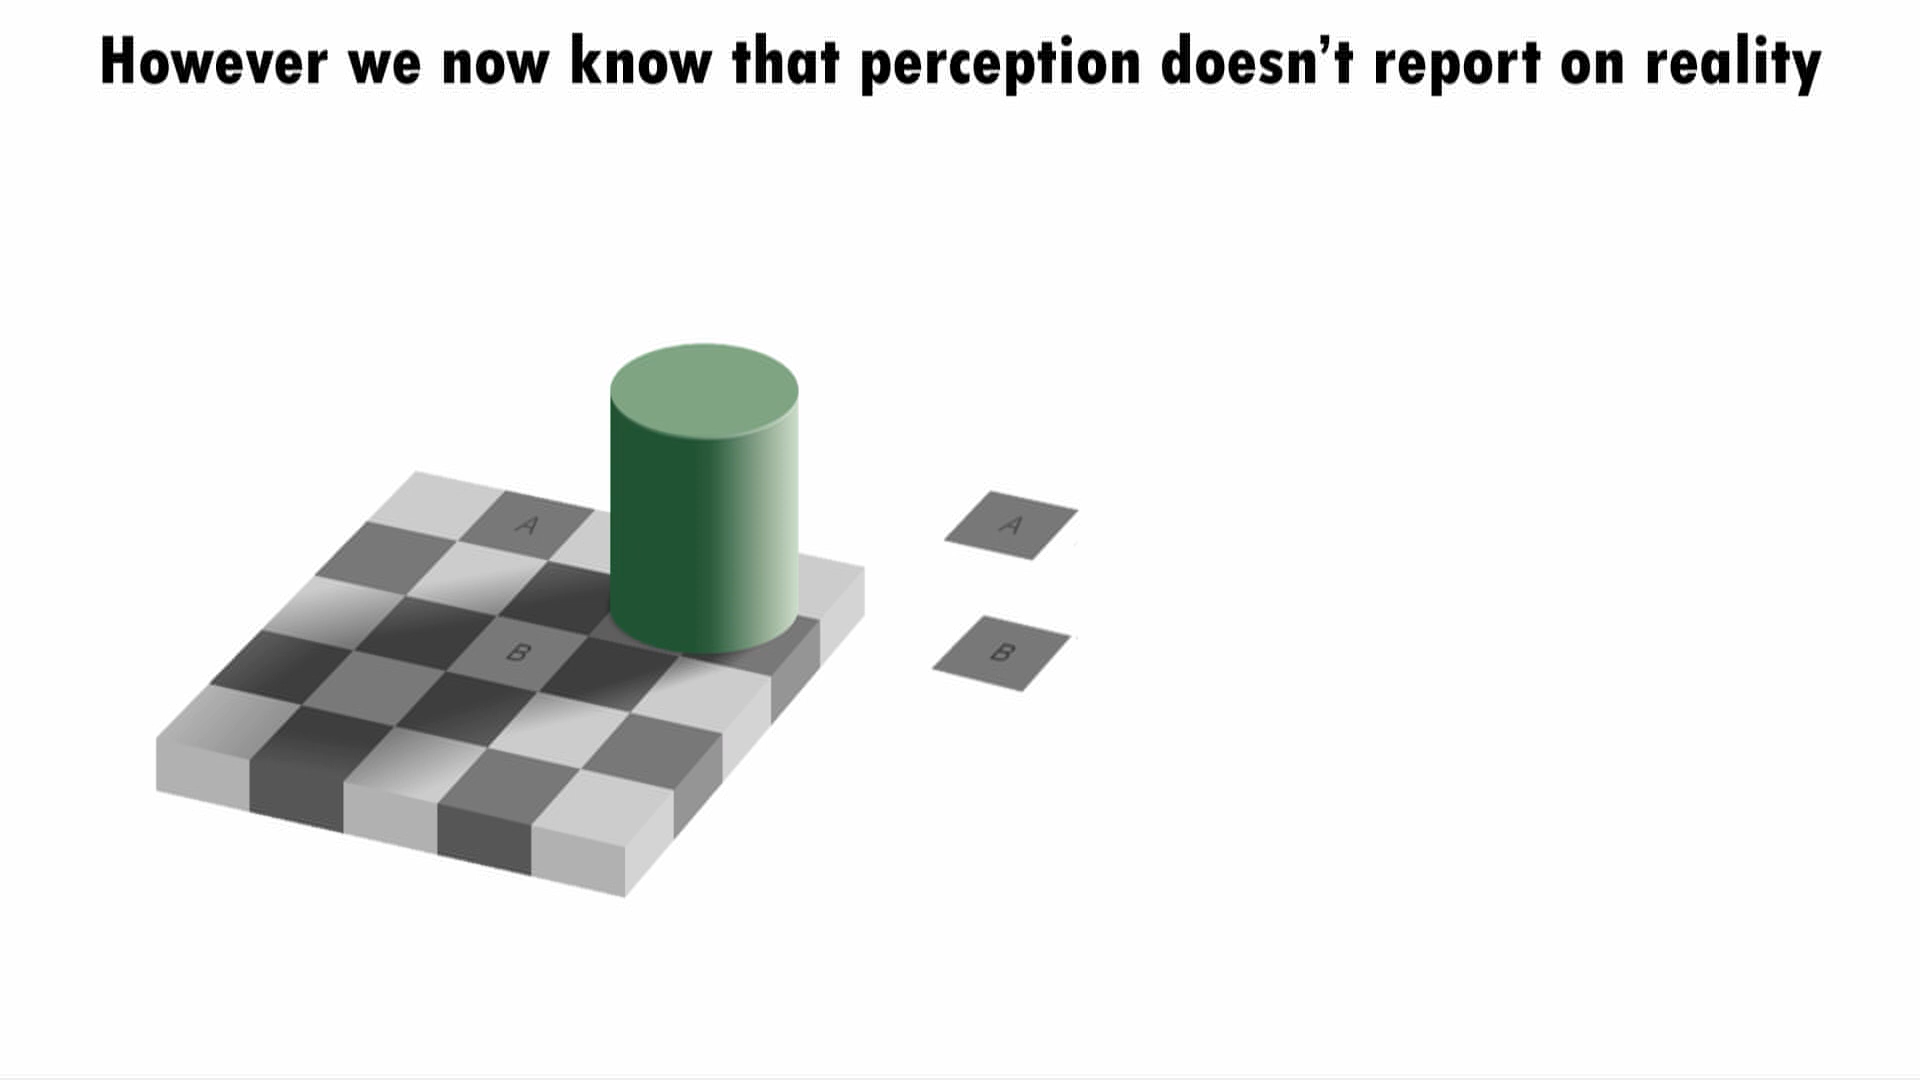 However we now know that perception doesn’t report on reality
A
A
B
B